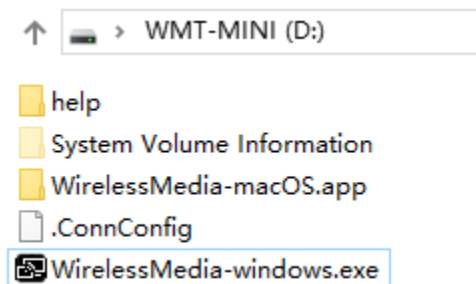 WMT-MINI (D:)
help
System Volume Information
WirelessMedia-macOS.app
.ConnConfig
WirelessMedia-windows.exe